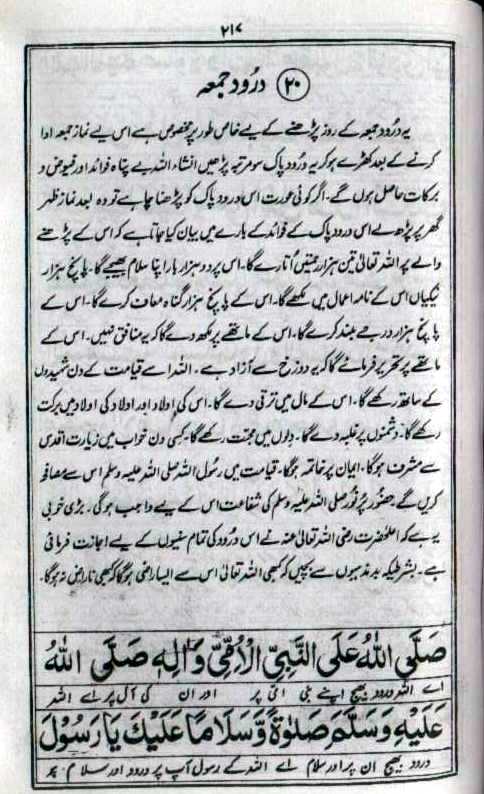 ۲۱۷
۲۰ درود جمعہ
یہ درود جمعہ کے روز پڑھنے کے لیے خاص طور پر مخصوص ہے اس لیے نماز جمعہ ادا
کرنے کے بعد کھڑے ہو کر یہ درود پاک سو مرتبہ پڑھیں انشاء اللہ بے پناہ فوائد اور فیوض و
برکات حاصل ہوں گے۔ اگر کوئی عورت اس درود پاک کو پڑھنا چاہے تو وہ بعد نماز ظہر
گھر پر پڑھ لے اس درود پاک کے فوائد کے بارے میں بیان کیا جاتا ہے کہ اس کے پڑھنے
والے پر اللہ تعالیٰ تین ہزار رحمتیں اُتارے گا۔ اس پر دو ہزار بار اپنا سلام بھیجے گا۔ پانچ ہزار
نیکیاں اس کے نامہ اعمال میں لکھے گا۔ اس کے پانچ ہزار گناہ معاف کرے گا۔ اس کے
پانچ ہزار درجے بلند کرے گا۔ اس کے ماتھے پر لکھ دے گا کہ یہ منافق نہیں۔ اس کے
ماتھے پر تحریر فرمائے گا کہ یہ دوزخ سے آزاد ہے۔ اللہ اسے قیامت کے دن شہیدوں
کے ساتھ رکھے گا۔ اس کے مال میں ترقی دے گا۔ اس کی اولاد اور اولاد کی اولاد میں برکت
رکھے گا۔ دشمنوں پر غلبہ دے گا۔ دلوں میں محبت رکھے گا۔ کسی دن خواب میں زیارت اقدس
سے مشرف ہوگا۔ ایمان پر خاتمہ ہوگا۔ قیامت میں رسول اللہ صلی اللہ علیہ وسلم اس سے مصافحہ
کریں گے۔ حضور پُر نور صلی اللہ علیہ وسلم کی شفاعت اس کے لیے واجب ہوگی۔ بڑی خوبی
یہ ہے کہ اعلٰحضرت رضی اللہ تعالیٰ عنہ نے اس درود کی تمام سنیوں کے لیے اجازت فرمائی
ہے۔ بشرطیکہ بد مذہبوں سے بچیں کہ کبھی اللہ تعالیٰ اس سے ایسا راضی ہوگا کہ کبھی ناراض نہ ہوگا۔
صَلَّى اللهُ عَلَى النَّبِيِّ الْأُمِّيِّ وَاٰلِهٖ صَلَّى اللهُ
اے اللہ درود بھیج اپنے نبی امی پر اور ان کی آل پر اے اللہ
عَلَيْهِ وَسَلَّمَ صَلٰوةً وَّسَلَامًا عَلَيْكَ يَا رَسُوْلَ
درود بھیج ان پر اور سلام اے اللہ کے رسول آپ پر درود اور سلام ہو